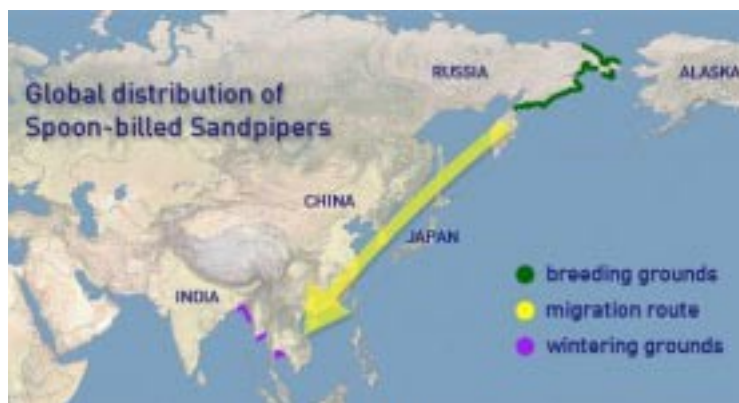 Global distribution of
Spoon-billed Sandpipers
RUSSIA
ALASKA
CHINA
JAPAN
INDIA
breeding grounds
migration route
wintering grounds